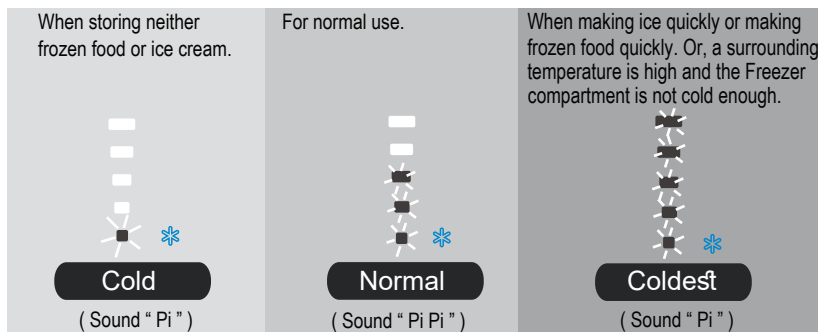 When storing neither
frozen food or ice cream.
Cold
( Sound “ Pi ” )
For normal use.
Normal
( Sound “ Pi Pi ” )
When making ice quickly or making
frozen food quickly. Or, a surrounding
temperature is high and the Freezer
compartment is not cold enough.
Coldest
( Sound “ Pi ” )